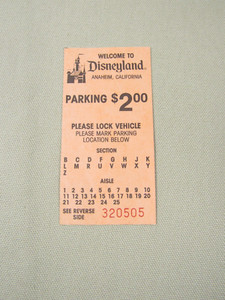 WELCOME TO
Disneyland
ANAHEIM, CALIFORNIA
PARKING $2.00
PLEASE LOCK VEHICLE
PLEASE MARK PARKING
LOCATION BELOW
SECTION
B C D E F G H J K
L M R U V W X Y
Z
AISLE
1 2 3 4 5 6 7 8 9 10
11 12 13 14 15 16 17 18 19 20
21 22 23 24 25
SEE REVERSE
SIDE
320505